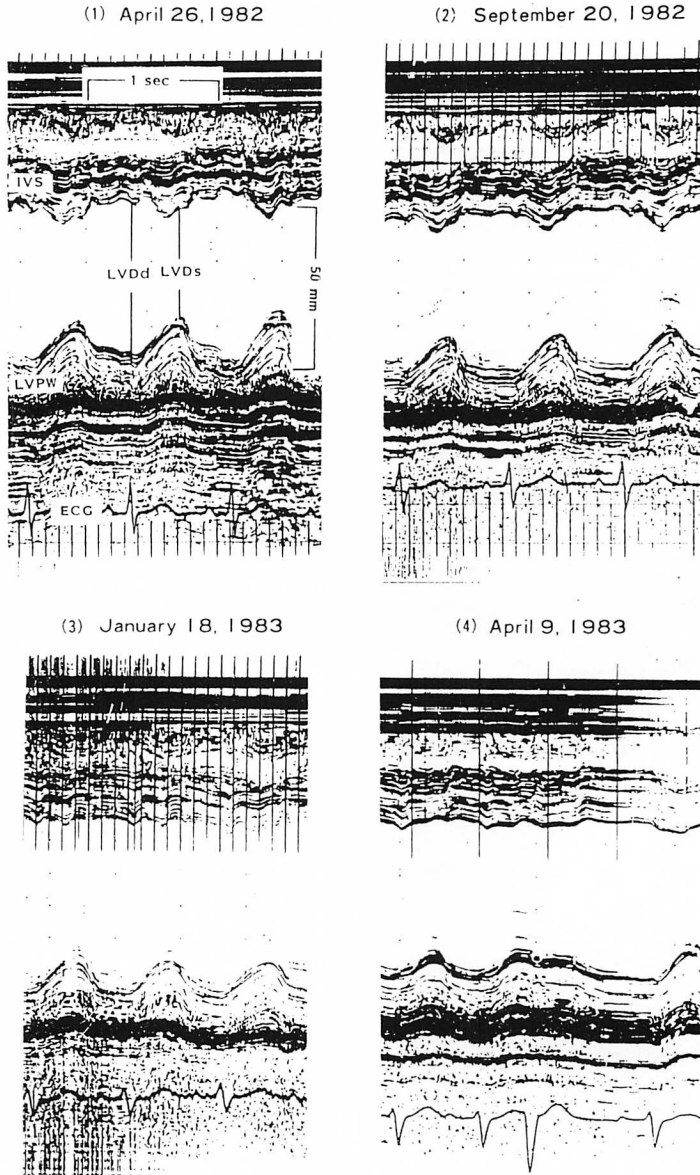 (1) April 26, 1982
(2) September 20, 1982
1 sec
IVS
LVDd LVDs
50 mm
LVPW
ECG
(3) January 18, 1983
(4) April 9, 1983